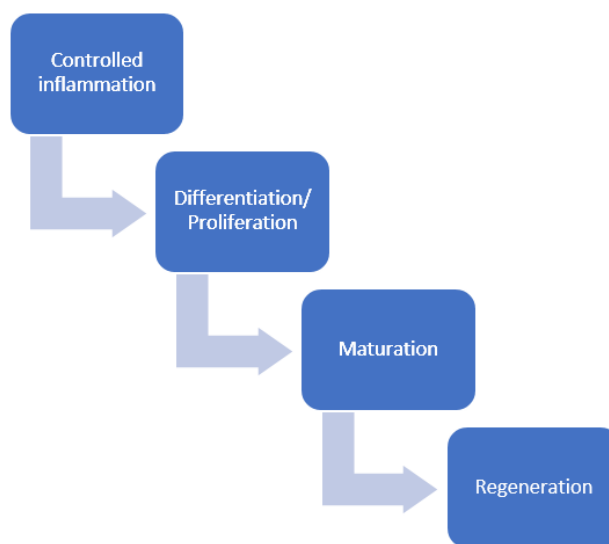 Controlled
inflammation
Differentiation/
Proliferation
Maturation
Regeneration